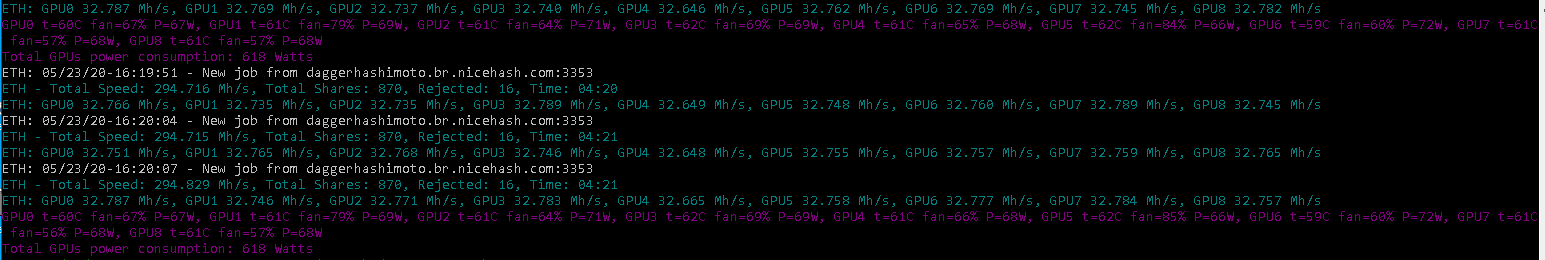 ETH: GPU0 32.787 Mh/s, GPU1 32.769 Mh/s, GPU2 32.737 Mh/s, GPU3 32.740 Mh/s, GPU4 32.646 Mh/s, GPU5 32.762 Mh/s, GPU6 32.769 Mh/s, GPU7 32.745 Mh/s, GPU8 32.782 Mh/s
GPU0 t=60C fan=67% P=67W, GPU1 t=61C fan=79% P=69W, GPU2 t=61C fan=64% P=71W, GPU3 t=62C fan=69% P=69W, GPU4 t=61C fan=65% P=68W, GPU5 t=62C fan=84% P=66W, GPU6 t=59C fan=60% P=72W, GPU7 t=61C
fan=57% P=68W, GPU8 t=61C fan=57% P=68W
Total GPUs power consumption: 618 Watts
ETH: 05/23/20-16:19:51 - New job from daggerhashimoto.br.nicehash.com:3353
ETH - Total Speed: 294.716 Mh/s, Total Shares: 870, Rejected: 16, Time: 04:20
ETH: GPU0 32.766 Mh/s, GPU1 32.735 Mh/s, GPU2 32.735 Mh/s, GPU3 32.789 Mh/s, GPU4 32.649 Mh/s, GPU5 32.748 Mh/s, GPU6 32.760 Mh/s, GPU7 32.789 Mh/s, GPU8 32.745 Mh/s
ETH: 05/23/20-16:20:04 - New job from daggerhashimoto.br.nicehash.com:3353
ETH - Total Speed: 294.715 Mh/s, Total Shares: 870, Rejected: 16, Time: 04:21
ETH: GPU0 32.751 Mh/s, GPU1 32.765 Mh/s, GPU2 32.768 Mh/s, GPU3 32.746 Mh/s, GPU4 32.648 Mh/s, GPU5 32.755 Mh/s, GPU6 32.757 Mh/s, GPU7 32.759 Mh/s, GPU8 32.765 Mh/s
ETH: 05/23/20-16:20:07 - New job from daggerhashimoto.br.nicehash.com:3353
ETH - Total Speed: 294.829 Mh/s, Total Shares: 870, Rejected: 16, Time: 04:21
ETH: GPU0 32.787 Mh/s, GPU1 32.746 Mh/s, GPU2 32.771 Mh/s, GPU3 32.783 Mh/s, GPU4 32.665 Mh/s, GPU5 32.758 Mh/s, GPU6 32.777 Mh/s, GPU7 32.784 Mh/s, GPU8 32.757 Mh/s
GPU0 t=60C fan=67% P=67W, GPU1 t=61C fan=79% P=69W, GPU2 t=61C fan=64% P=71W, GPU3 t=62C fan=69% P=69W, GPU4 t=61C fan=66% P=68W, GPU5 t=62C fan=85% P=66W, GPU6 t=59C fan=60% P=72W, GPU7 t=61C
fan=56% P=68W, GPU8 t=61C fan=57% P=68W
Total GPUs power consumption: 618 Watts